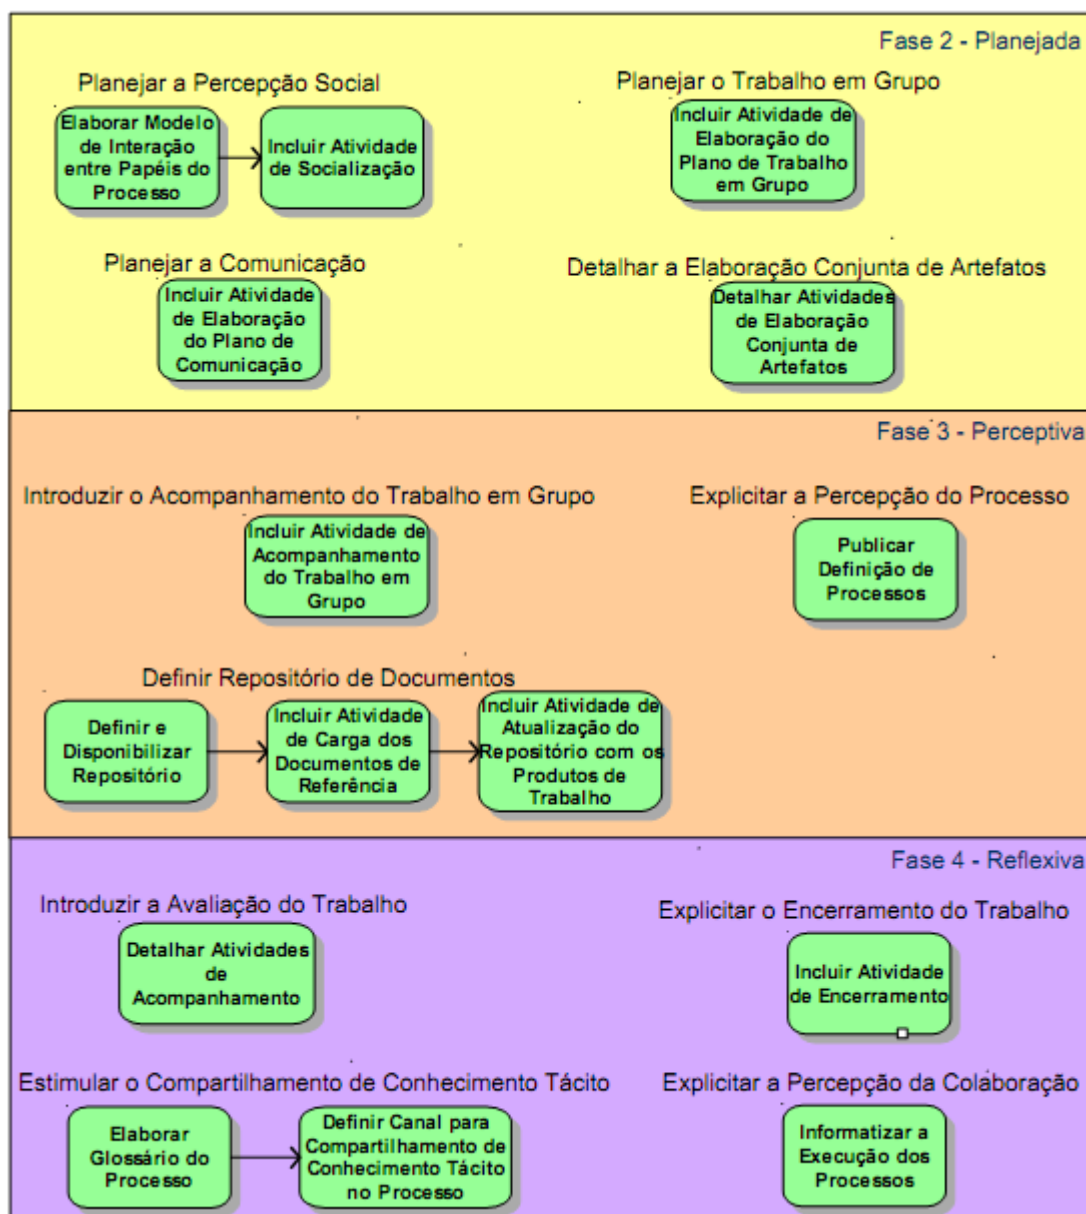 Fase 2 - Planejada
Planejar a Percepção Social
Elaborar Modelo
de Interação
entre Papéis do
Processo
Incluir Atividade
de Socialização
Planejar o Trabalho em Grupo
Incluir Atividade de
Elaboração do
Plano de Trabalho
em Grupo
Planejar a Comunicação
Incluir Atividade
de Elaboração
do Plano de
Comunicação
Detalhar a Elaboração Conjunta de Artefatos
Detalhar Atividades
de Elaboração
Conjunta de
Artefatos
Fase 3 - Perceptiva
Introduzir o Acompanhamento do Trabalho em Grupo
Incluir Atividade de
Acompanhamento
do Trabalho em
Grupo
Explicitar a Percepção do Processo
Publicar
Definição de
Processos
Definir Repositório de Documentos
Definir e
Disponibilizar
Repositório
Incluir Atividade
de Carga dos
Documentos de
Referência
Incluir Atividade de
Atualização do
Repositório com os
Produtos de
Trabalho
Fase 4 - Reflexiva
Introduzir a Avaliação do Trabalho
Detalhar Atividades
de
Acompanhamento
Explicitar o Encerramento do Trabalho
Incluir Atividade
de Encerramento
Estimular o Compartilhamento de Conhecimento Tácito
Elaborar
Glossário do
Processo
Definir Canal para
Compartilhamento de
Conhecimento Tácito
no Processo
Explicitar a Percepção da Colaboração
Informatizar a
Execução dos
Processos